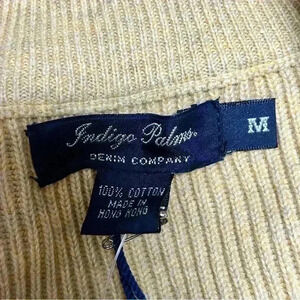 Indigo Palms
DENIM COMPANY
M
100% COTTON
MADE IN
HONG KONG